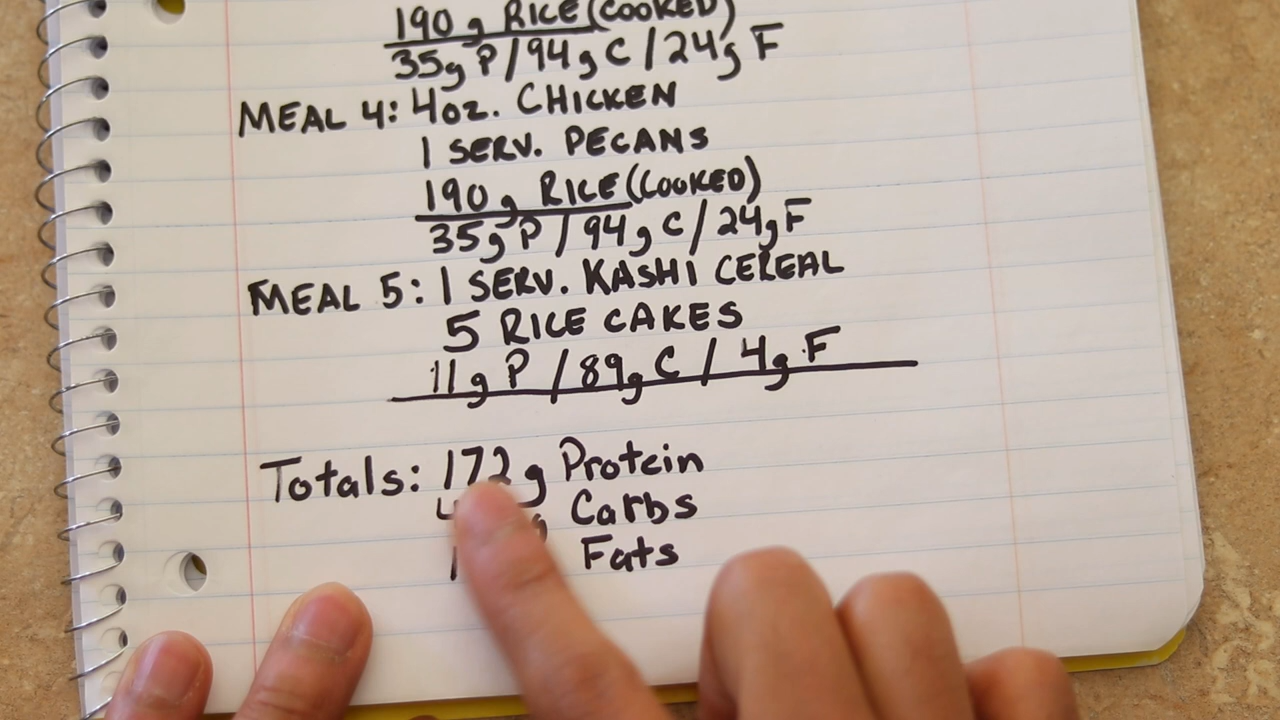 190g RICE (COOKED)
35g P/94g C/24g F
MEAL 4: 4oz. CHICKEN
1 SERV. PECANS
190g RICE (COOKED)
35g P/94g C/24g F
MEAL 5: 1 SERV. KASHI CEREAL
5 RICE CAKES
11g P/89g C/4g F
Totals: 172g Protein
Carbs
Fats